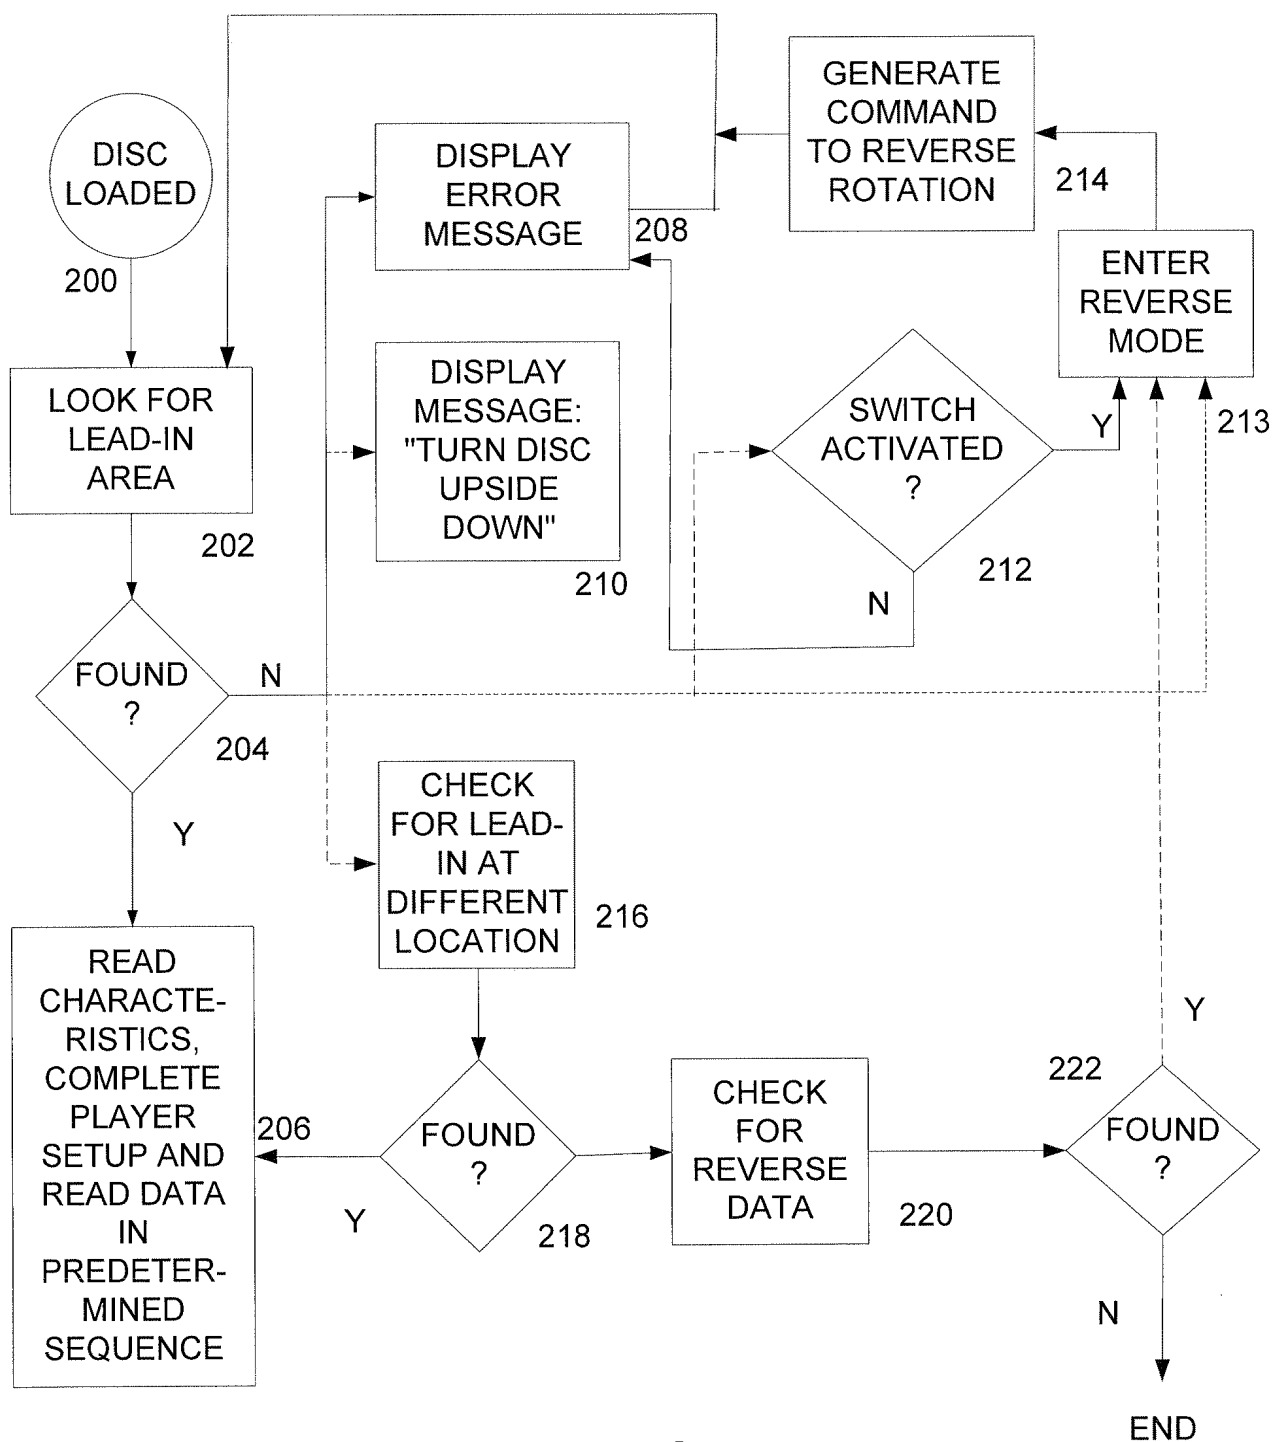 DISC
LOADED
200
LOOK FOR
LEAD-IN
AREA
202
FOUND
?
N
204
Y
READ
CHARACTE-
RISTICS,
COMPLETE
PLAYER
SETUP AND
READ DATA
IN
PREDETER-
MINED
SEQUENCE
206
DISPLAY
ERROR
MESSAGE
208
DISPLAY
MESSAGE:
"TURN DISC
UPSIDE
DOWN"
210
SWITCH
ACTIVATED
?
Y
N
212
ENTER
REVERSE
MODE
213
GENERATE
COMMAND
TO REVERSE
ROTATION
214
CHECK
FOR LEAD-
IN AT
DIFFERENT
LOCATION
216
FOUND
?
Y
218
CHECK
FOR
REVERSE
DATA
220
222
FOUND
?
Y
N
END